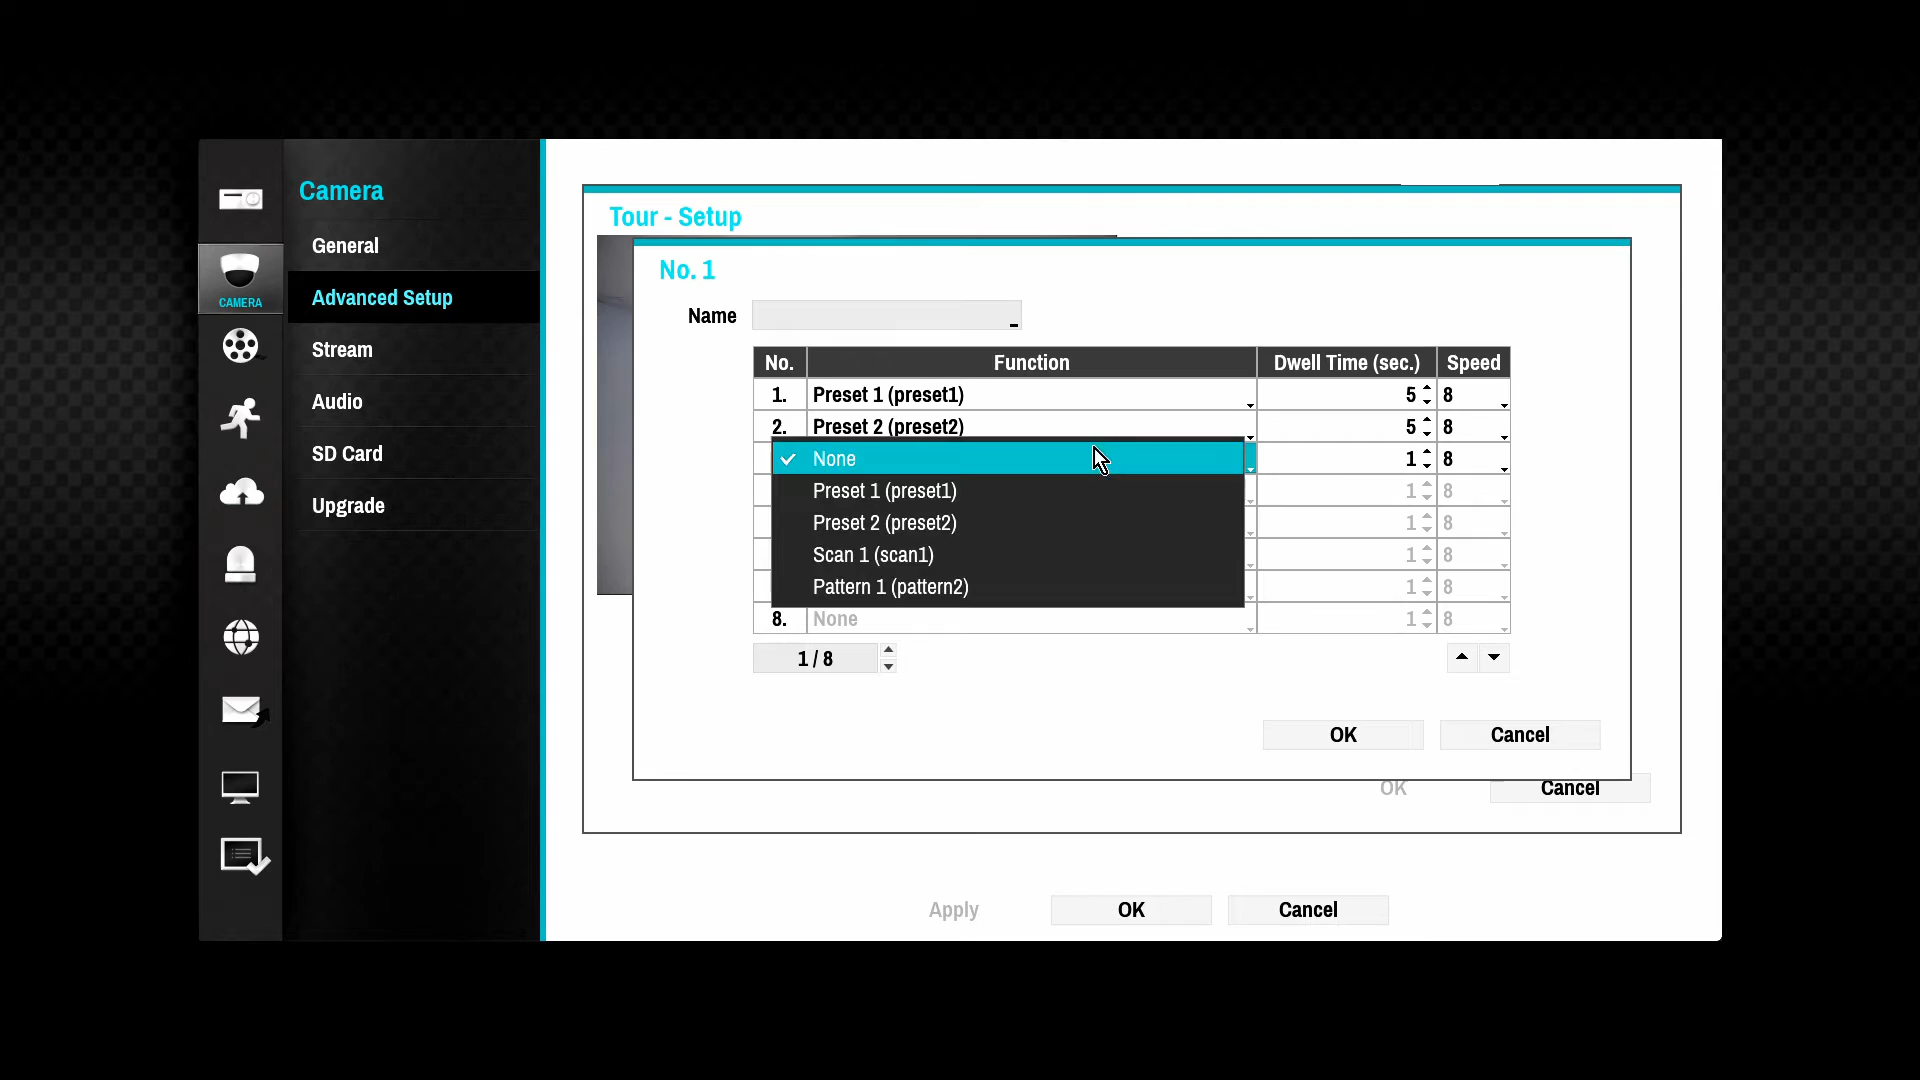 CAMERA
Camera
General
Advanced Setup
Stream
Audio
SD Card
Upgrade
Tour - Setup
No. 1
Name
No. Function Dwell Time (sec.) Speed
1. Preset 1 (preset1) 5 8
2. Preset 2 (preset2) 5 8
None 1 8
Preset 1 (preset1) 1 8
Preset 2 (preset2) 1 8
Scan 1 (scan1) 1 8
Pattern 1 (pattern2) 1 8
8. None 1 8
1 / 8
OK Cancel
OK Cancel
Apply OK Cancel